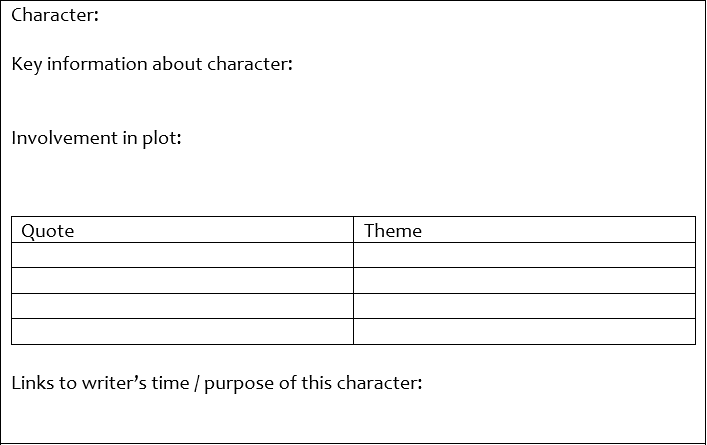 Character:
Key information about character:
Involvement in plot:
Quote Theme
Links to writer’s time / purpose of this character: